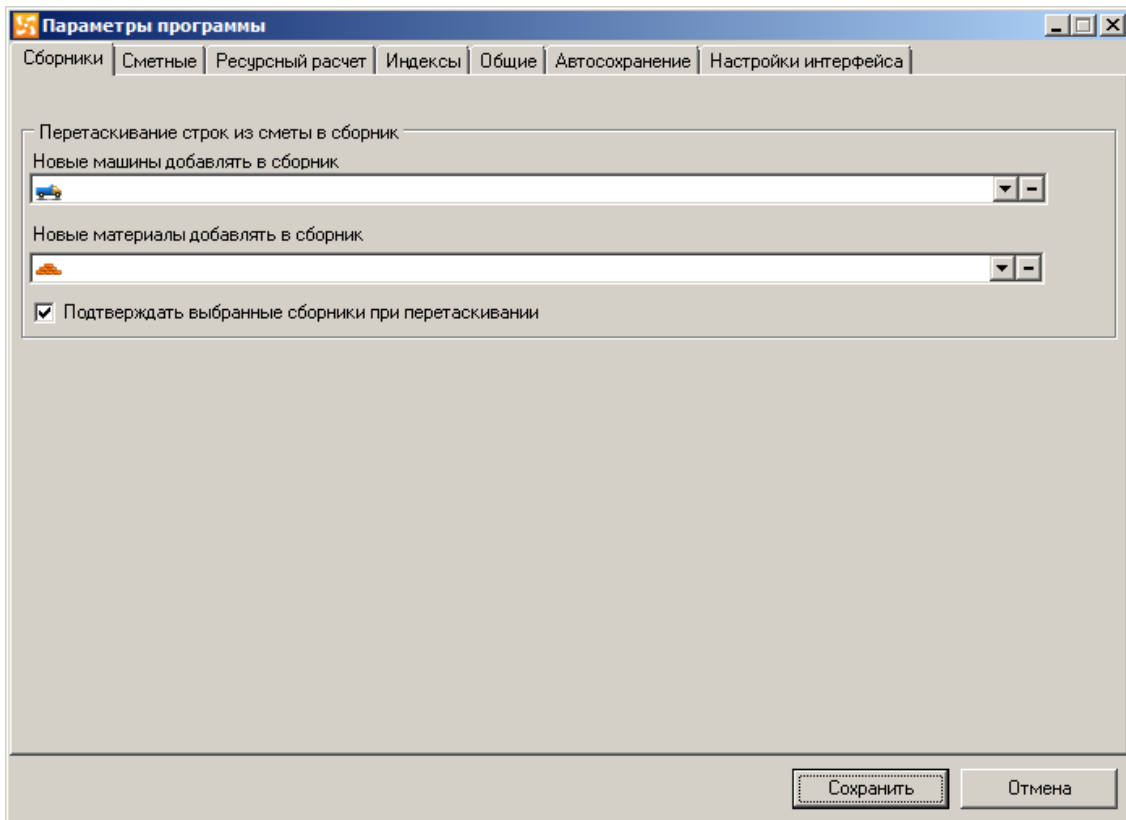 Параметры программы
Сборники Сметные Ресурсный расчет Индексы Общие Автосохранение Настройки интерфейса
Перетаскивание строк из сметы в сборник
Новые машины добавлять в сборник
Новые материалы добавлять в сборник
Подтверждать выбранные сборники при перетаскивании
Сохранить Отмена